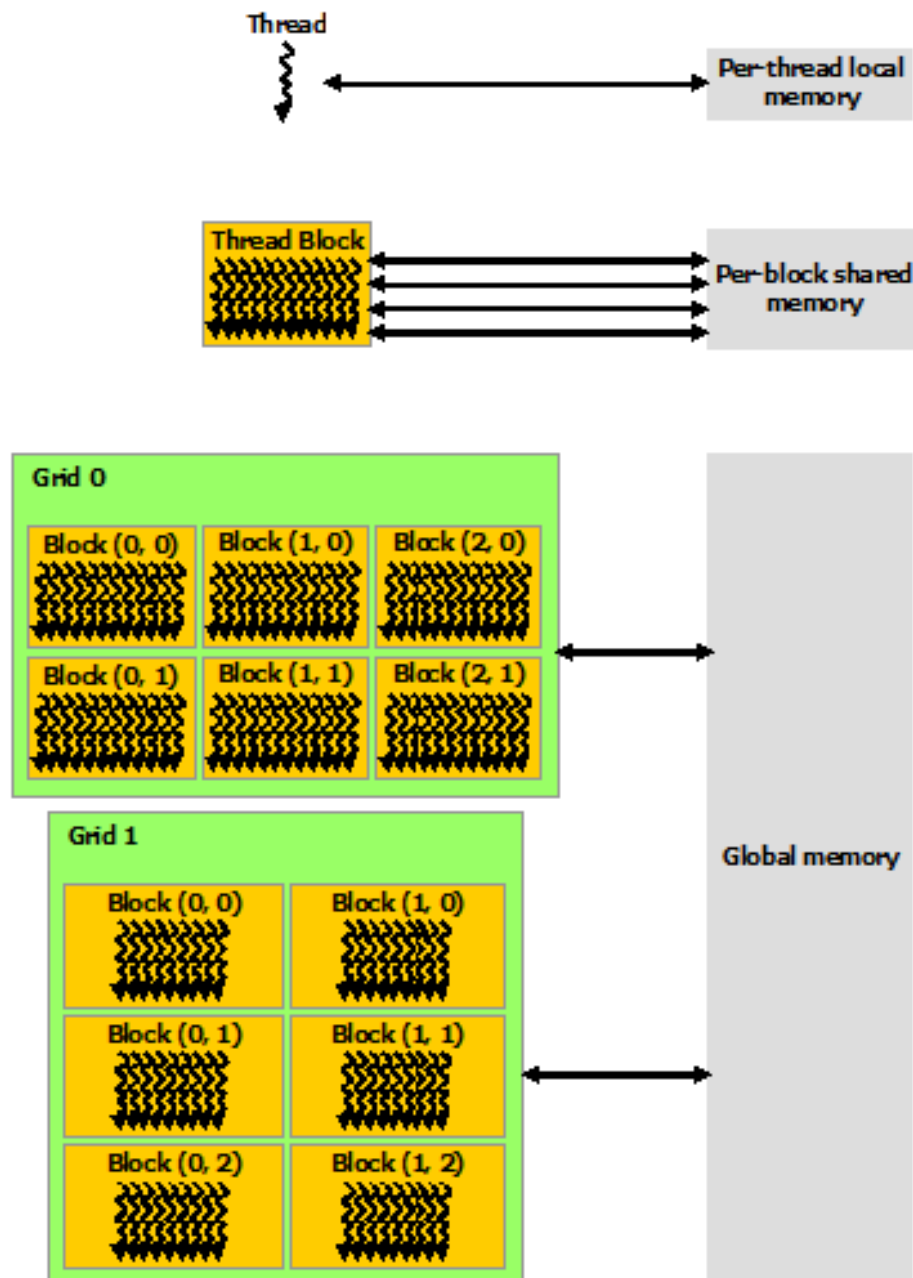 Thread
Per-thread local
memory
Thread Block
Per-block shared
memory
Grid 0
Block (0, 0)
Block (1, 0)
Block (2, 0)
Block (0, 1)
Block (1, 1)
Block (2, 1)
Grid 1
Global memory
Block (0, 0)
Block (1, 0)
Block (0, 1)
Block (1, 1)
Block (0, 2)
Block (1, 2)